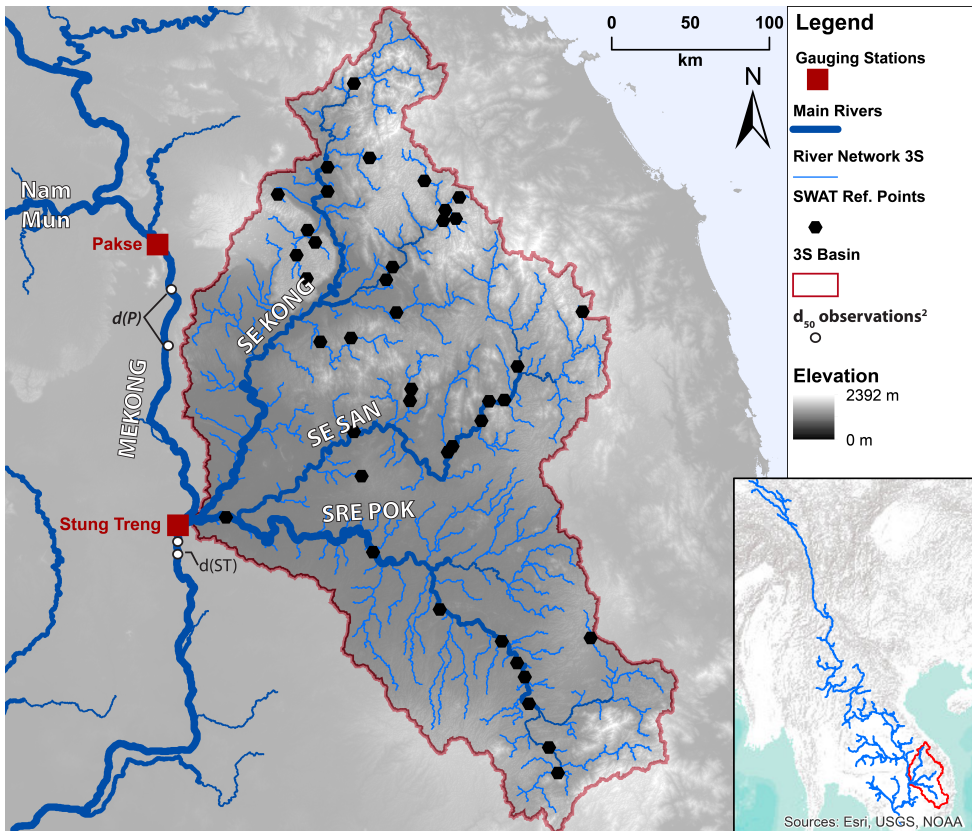 0 50 100
km
N
Nam
Mun
Pakse
d(P)
MEKONG
SE KONG
SE SAN
SRE POK
Stung Treng
d(ST)
Legend
Gauging Stations
Main Rivers
River Network 3S
SWAT Ref. Points
3S Basin
d50 observations²
Elevation
2392 m
0 m
Sources: Esri, USGS, NOAA